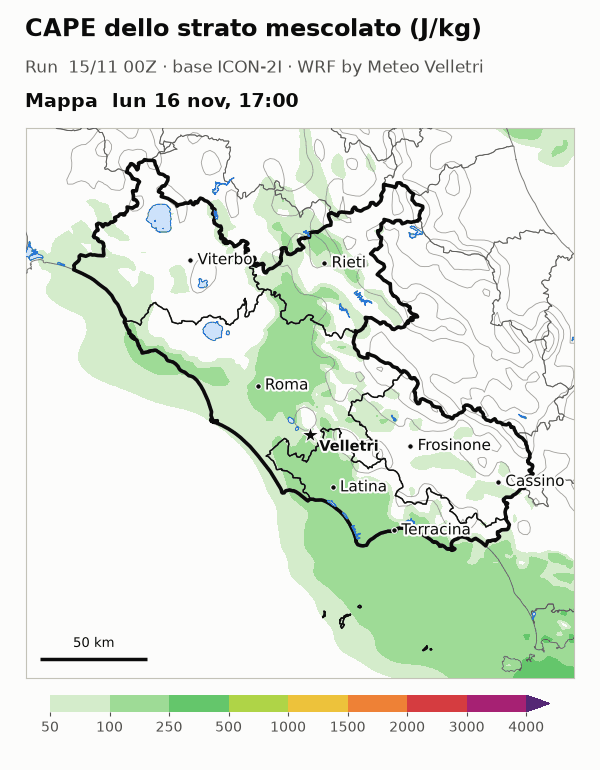 CAPE dello strato mescolato (J/kg)
Run  15/11 00Z · base ICON-2I · WRF by Meteo Velletri
Mappa  lun 16 nov, 17:00
Viterbo
Rieti
Roma
Velletri
Frosinone
Latina
Cassino
Terracina
50 km
50 100 250 500 1000 1500 2000 3000 4000